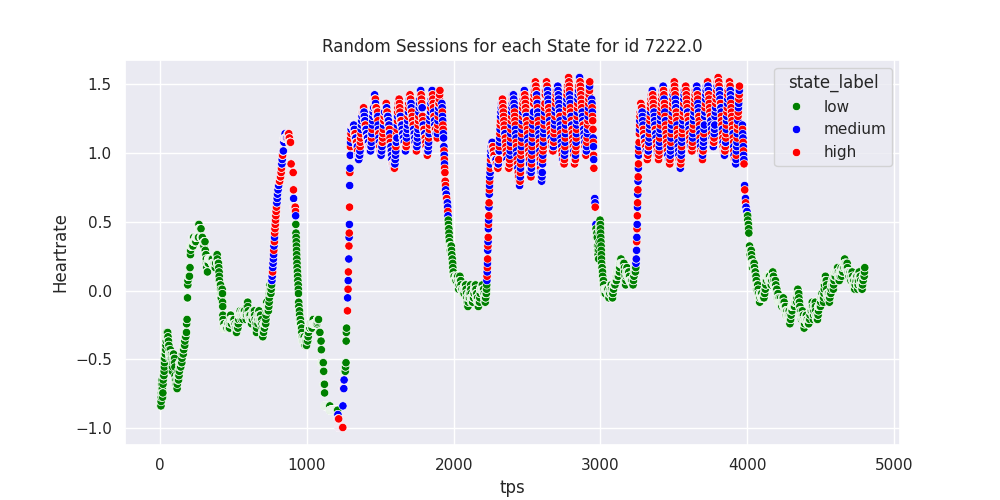 Random Sessions for each State for id 7222.0
state_label
low
medium
high
Heartrate
1.5
1.0
0.5
0.0
−0.5
−1.0
0 1000 2000 3000 4000 5000
tps